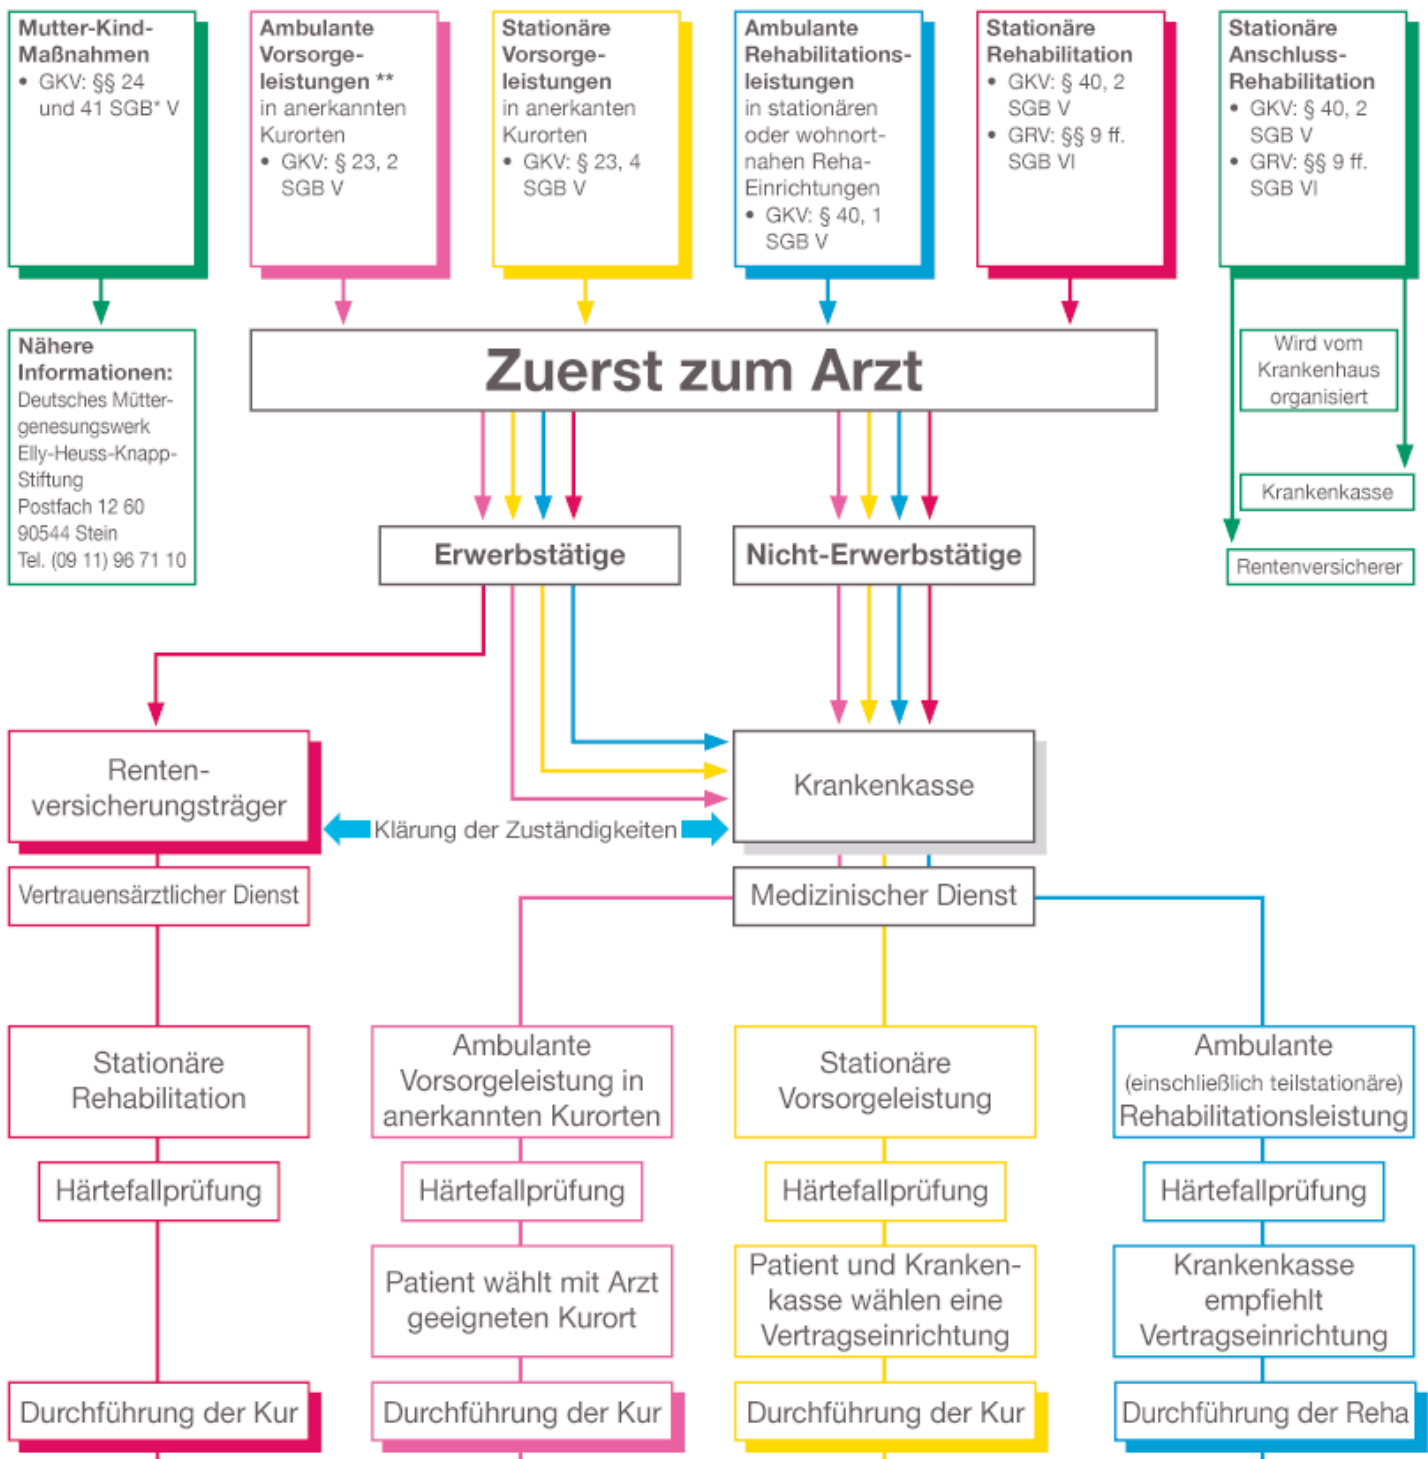 Mutter-Kind-
Maßnahmen
• GKV: §§ 24
und 41 SGB* V
Ambulante
Vorsorge-
leistungen **
in anerkannten
Kurorten
• GKV: § 23, 2
SGB V
Stationäre
Vorsorge-
leistungen
in anerkanten
Kurorten
• GKV: § 23, 4
SGB V
Ambulante
Rehabilitations-
leistungen
in stationären
oder wohnort-
nahen Reha-
Einrichtungen
• GKV: § 40, 1
SGB V
Stationäre
Rehabilitation
• GKV: § 40, 2
SGB V
• GRV: §§ 9 ff.
SGB VI
Stationäre
Anschluss-
Rehabilitation
• GKV: § 40, 2
SGB V
• GRV: §§ 9 ff.
SGB VI
Nähere
Informationen:
Deutsches Mütter-
genesungswerk
Elly-Heuss-Knapp-
Stiftung
Postfach 12 60
90544 Stein
Tel. (09 11) 96 71 10
Zuerst zum Arzt
Wird vom
Krankenhaus
organisiert
Krankenkasse
Rentenversicherer
Erwerbstätige
Nicht-Erwerbstätige
Renten-
versicherungsträger
Klärung der Zuständigkeiten
Krankenkasse
Vertrauensärztlicher Dienst
Medizinischer Dienst
Stationäre
Rehabilitation
Ambulante
Vorsorgeleistung in
anerkannten Kurorten
Stationäre
Vorsorgeleistung
Ambulante
(einschließlich teilstationäre)
Rehabilitationsleistung
Härtefallprüfung
Härtefallprüfung
Härtefallprüfung
Härtefallprüfung
Patient wählt mit Arzt
geeigneten Kurort
Patient und Kranken-
kasse wählen eine
Vertragseinrichtung
Krankenkasse
empfiehlt
Vertragseinrichtung
Durchführung der Kur
Durchführung der Kur
Durchführung der Kur
Durchführung der Reha